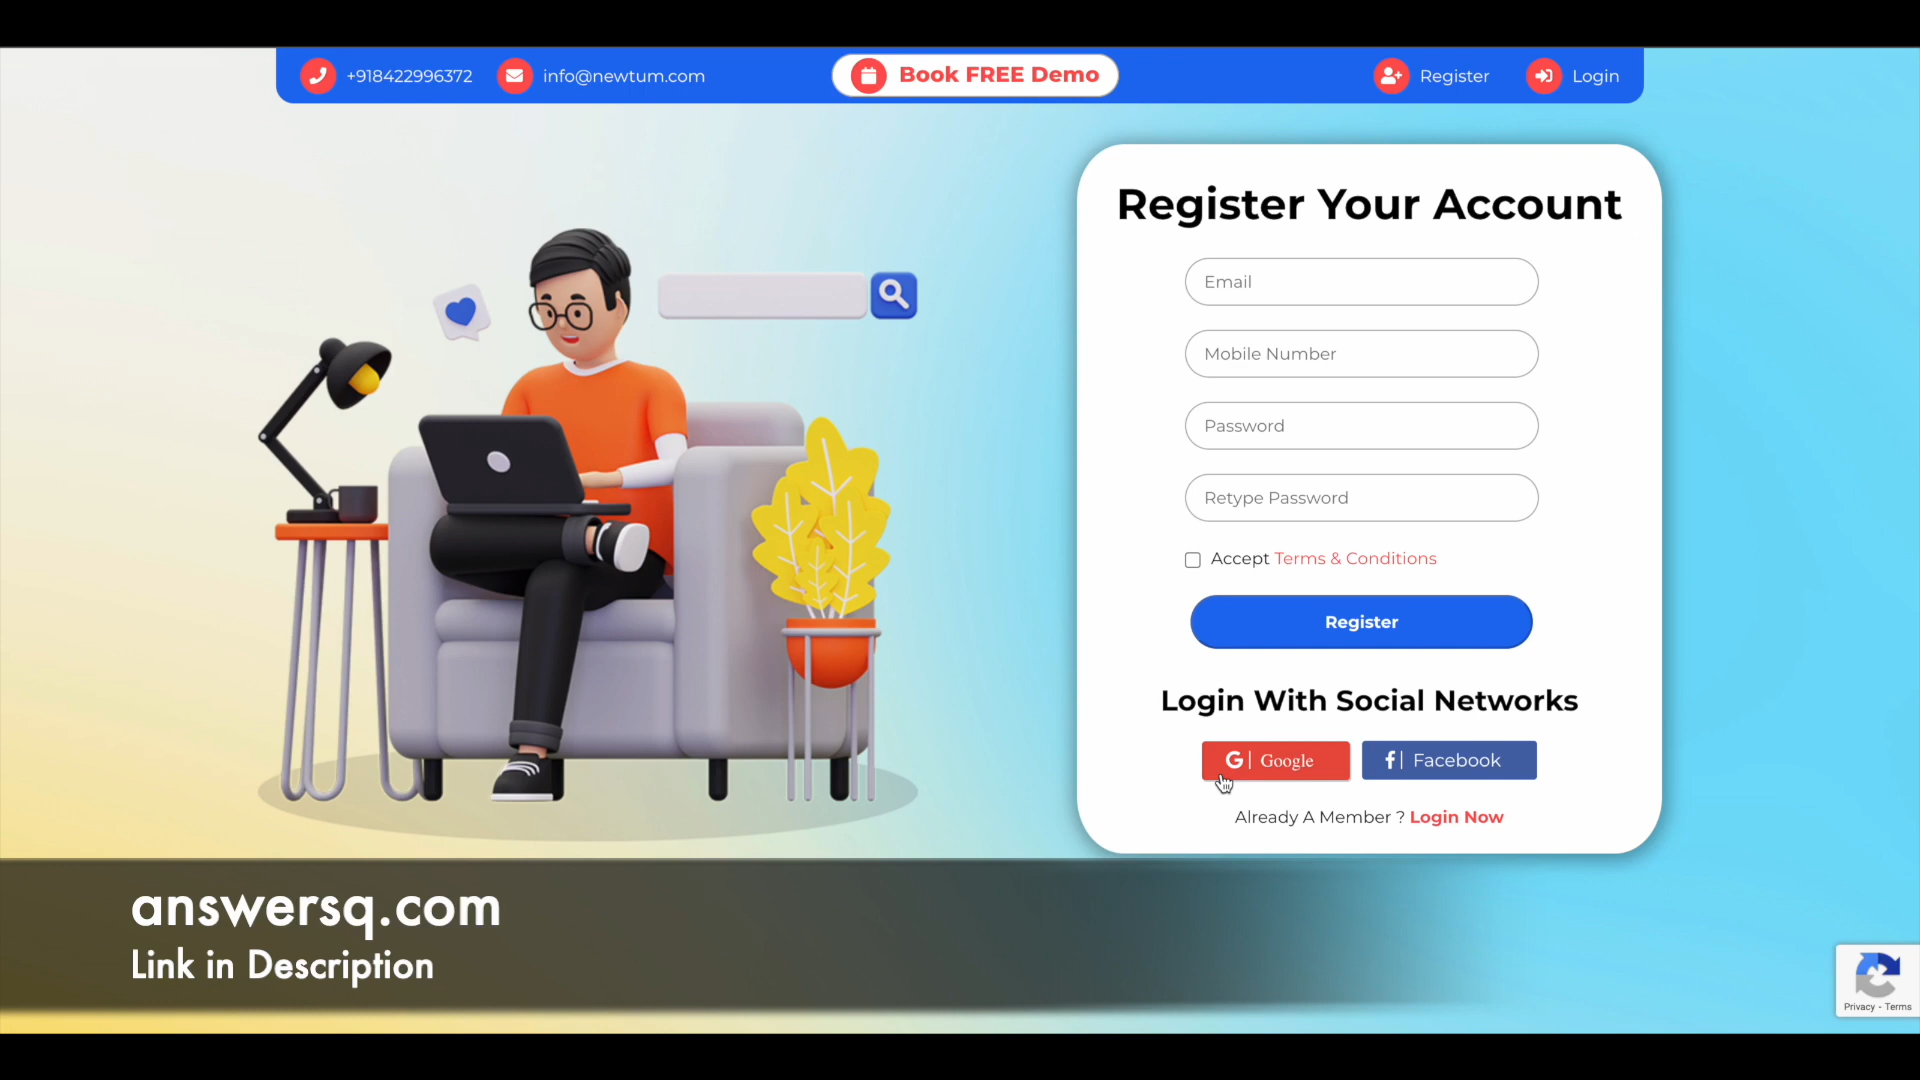 +918422996372
info@newtum.com
Book FREE Demo
Register
Login
Register Your Account
Email
Mobile Number
Password
Retype Password
Accept Terms & Conditions
Register
Login With Social Networks
G | Google
f | Facebook
Already A Member ? Login Now
answersq.com
Link in Description
Privacy - Terms